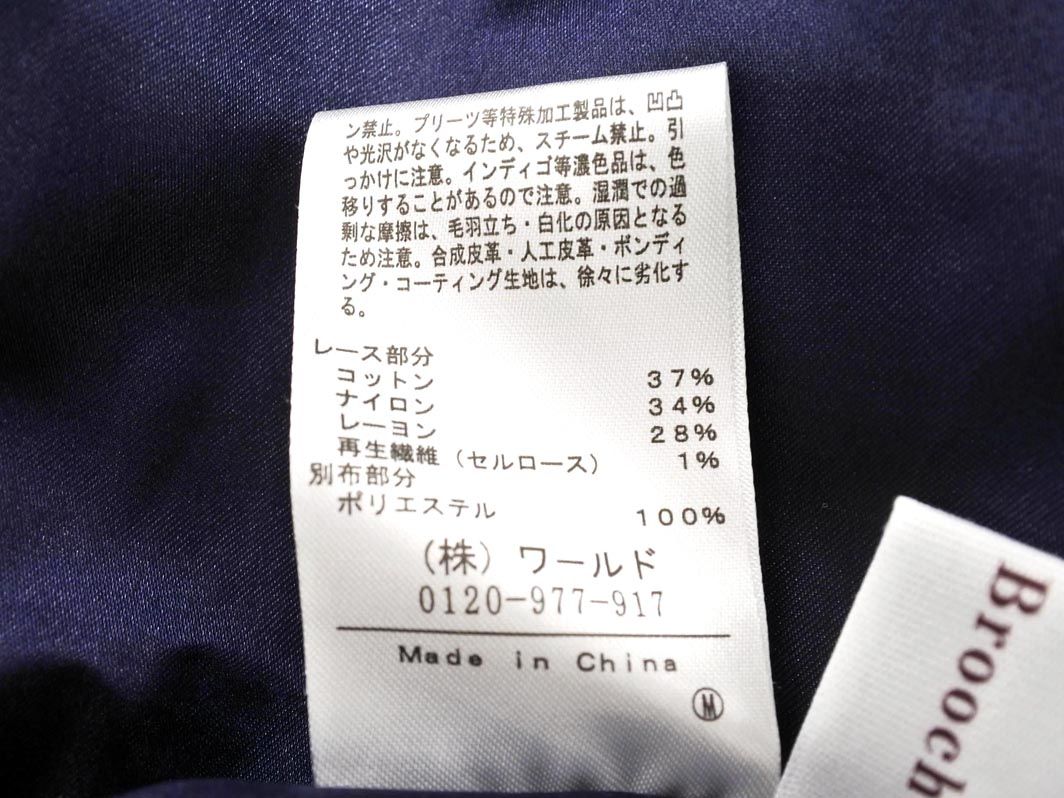 ン禁止。プリーツ等特殊加工製品は、凹凸
や光沢がなくなるため、スチーム禁止。引
っかけに注意。インディゴ等濃色品は、色
移りすることがあるので注意。湿潤での過
剰な摩擦は、毛羽立ち・白化の原因となる
ため注意。合成皮革・人工皮革・ボンディ
ング・コーティング生地は、徐々に劣化す
る。
レース部分
コットン 37%
ナイロン 34%
レーヨン 28%
再生繊維（セルロース） 1%
別布部分
ポリエステル 100%
（株）ワールド
0120-977-917
Made in China
M
Brooch